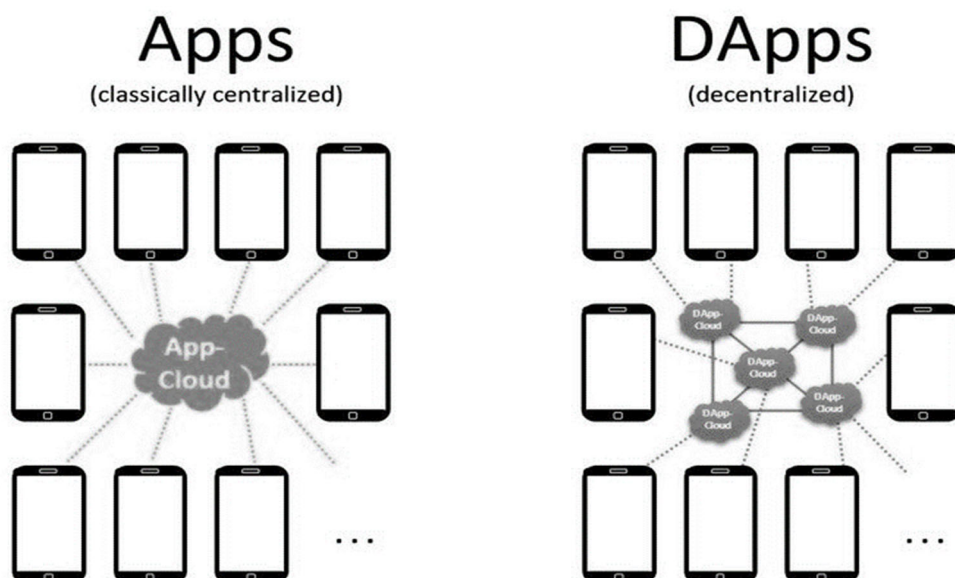 Apps
(classically centralized)
App-
Cloud
...
DApps
(decentralized)
DApp-
Cloud
DApp-
Cloud
DApp-
Cloud
DApp-
Cloud
DApp-
Cloud
...